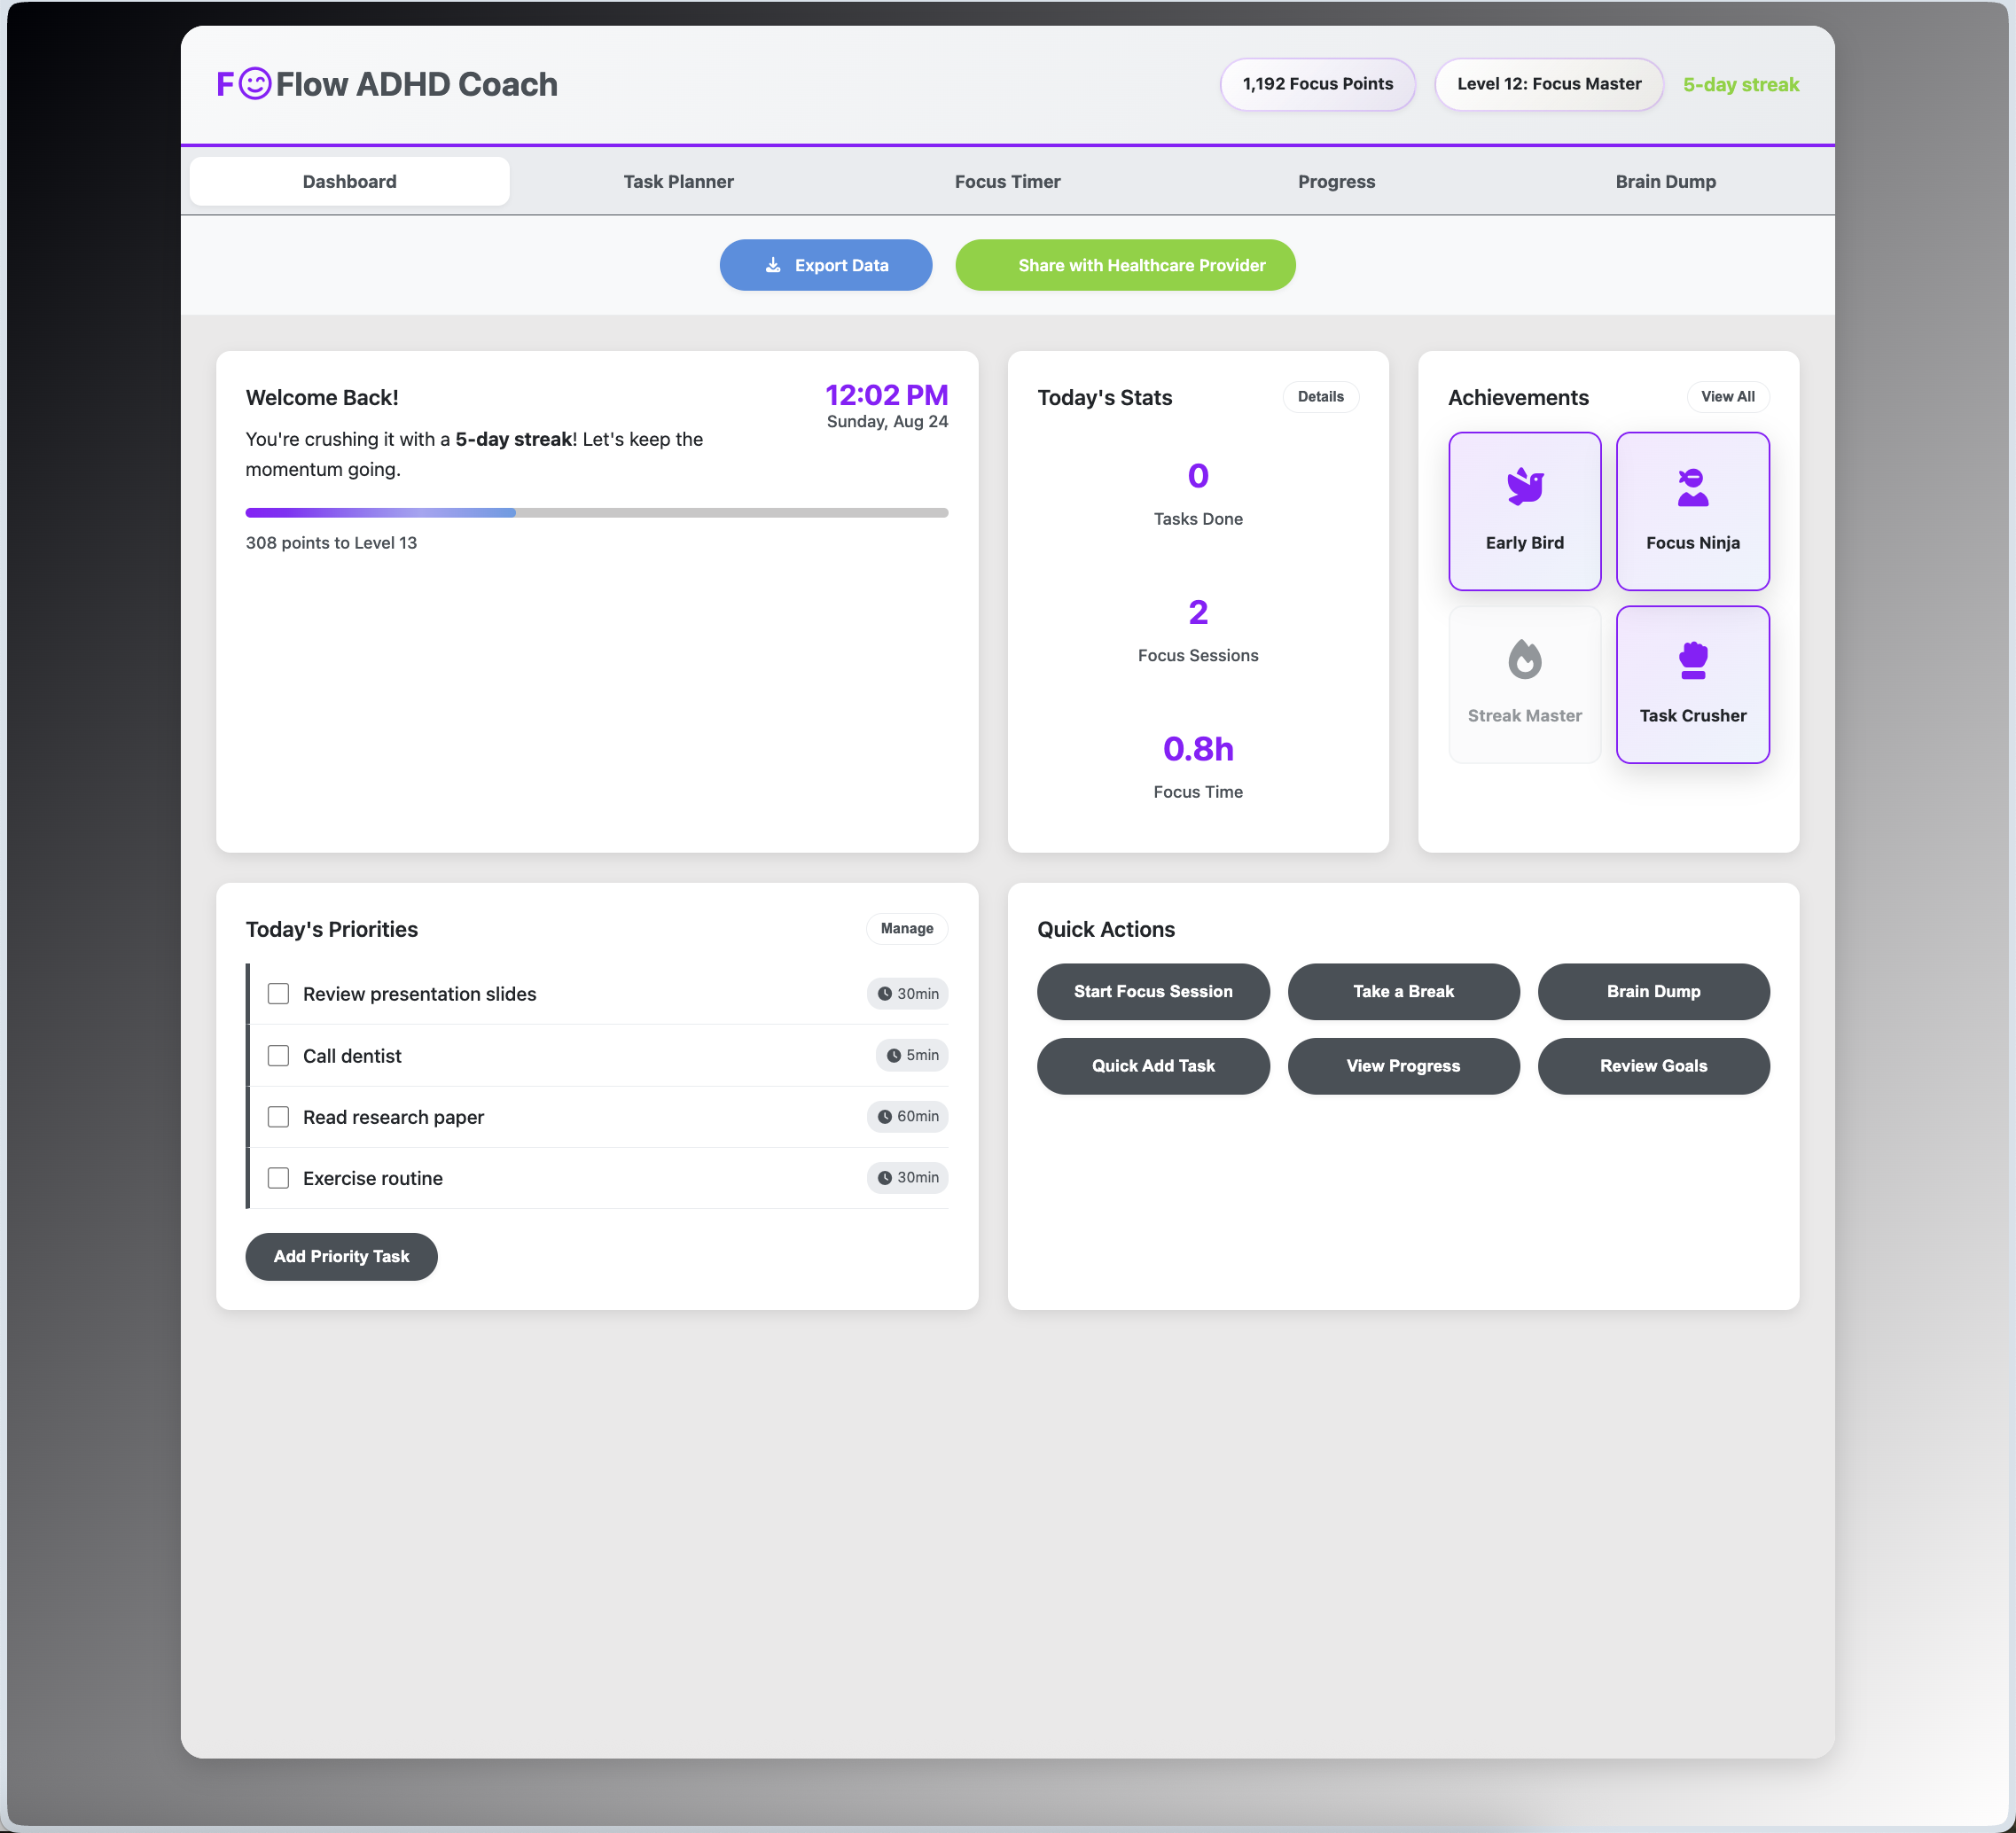 F Flow ADHD Coach
1,192 Focus Points
Level 12: Focus Master
5-day streak
Dashboard
Task Planner
Focus Timer
Progress
Brain Dump
Export Data
Share with Healthcare Provider
Welcome Back!
12:02 PM
Sunday, Aug 24
You're crushing it with a 5-day streak! Let's keep the
momentum going.
308 points to Level 13
Today's Stats
Details
0
Tasks Done
2
Focus Sessions
0.8h
Focus Time
Achievements
View All
Early Bird
Focus Ninja
Streak Master
Task Crusher
Today's Priorities
Manage
Review presentation slides
30min
Call dentist
5min
Read research paper
60min
Exercise routine
30min
Add Priority Task
Quick Actions
Start Focus Session
Take a Break
Brain Dump
Quick Add Task
View Progress
Review Goals